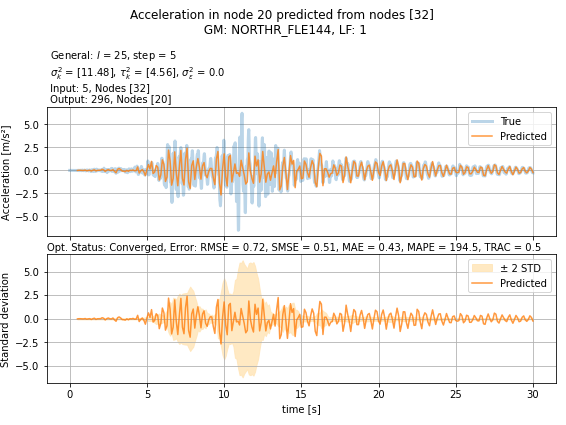 Acceleration in node 20 predicted from nodes [32]
GM: NORTHR_FLE144, LF: 1
General: l = 25, step = 5
σ²ₖ = [11.48], τ²ₖ = [4.56], σ²ε = 0.0
Input: 5, Nodes [32]
Output: 296, Nodes [20]
Acceleration [m/s²]
5.0
2.5
0.0
−2.5
−5.0
True
Predicted
Opt. Status: Converged, Error: RMSE = 0.72, SMSE = 0.51, MAE = 0.43, MAPE = 194.5, TRAC = 0.5
Standard deviation
5.0
2.5
0.0
−2.5
−5.0
± 2 STD
Predicted
0 5 10 15 20 25 30
time [s]